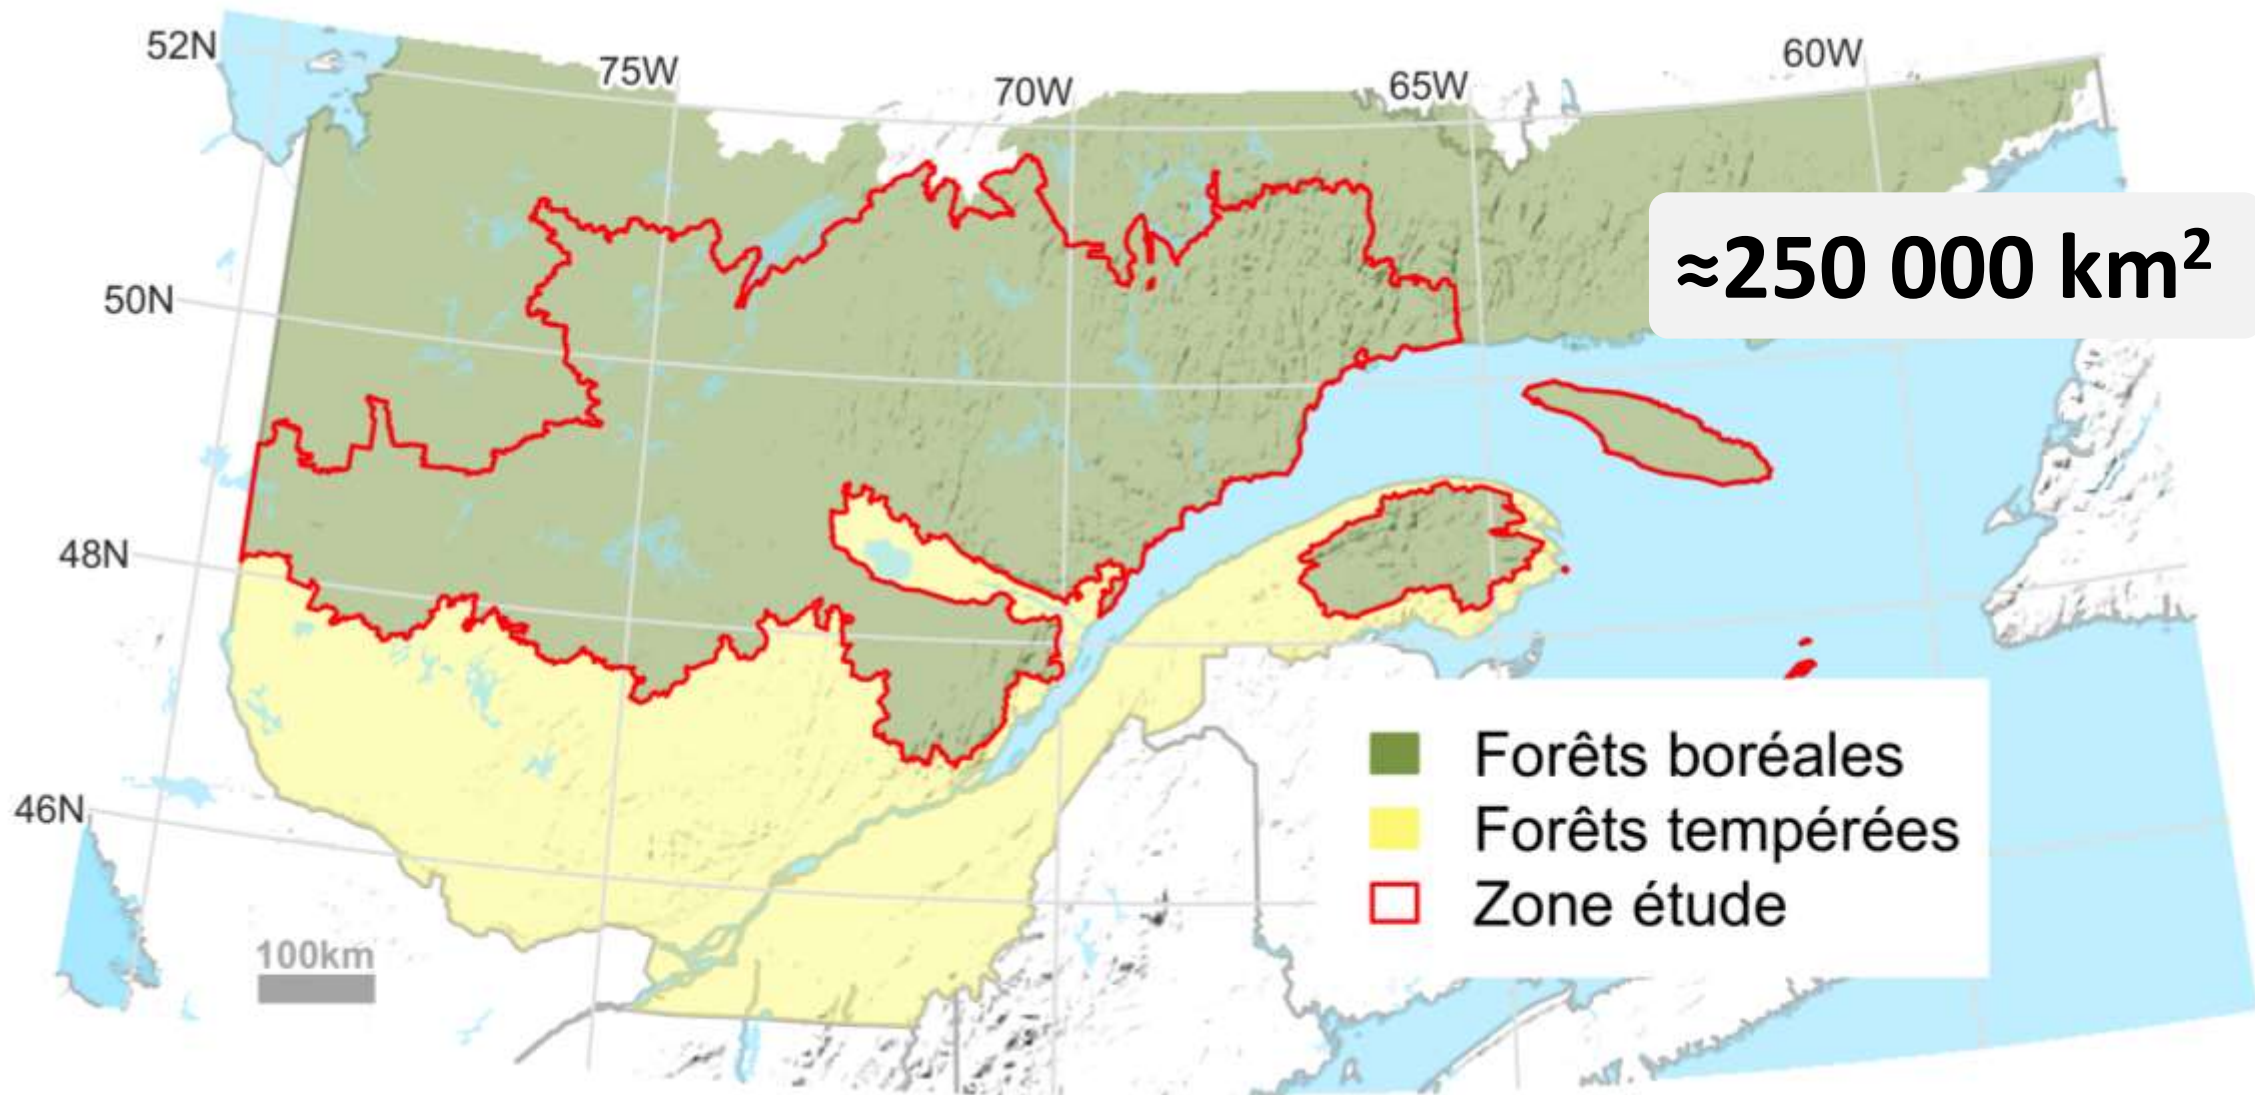 52N
75W
70W
65W
60W
≈250 000 km²
50N
48N
46N
Forêts boréales
Forêts tempérées
Zone étude
100km